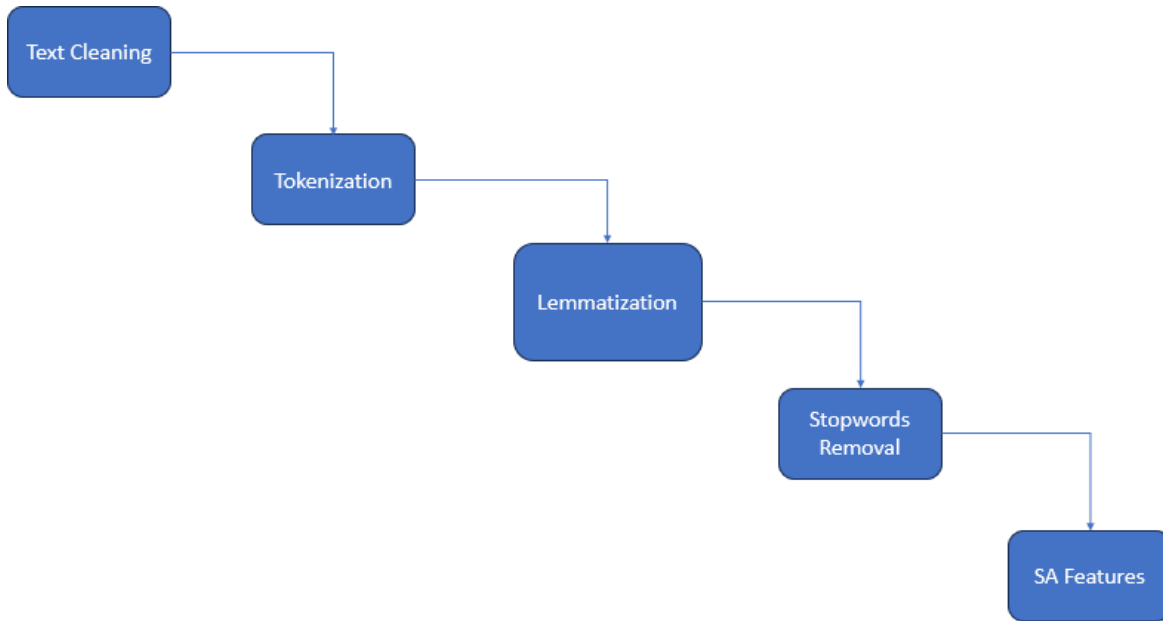 Text Cleaning
Tokenization
Lemmatization
Stopwords
Removal
SA Features